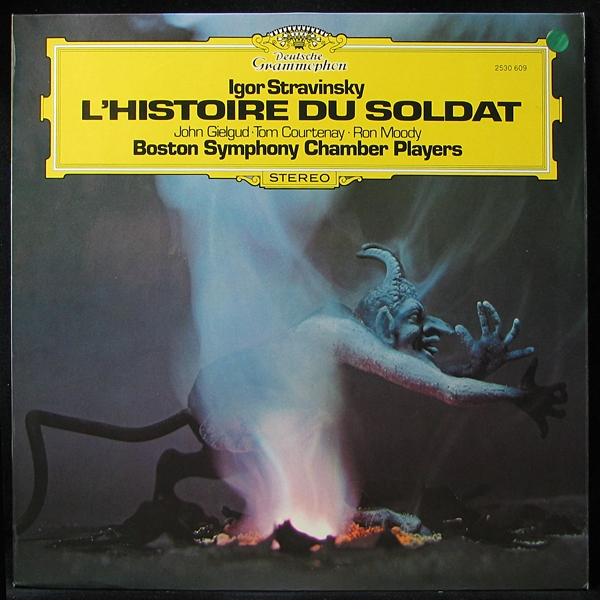 Deutsche
Grammophon
2530 609
Igor Stravinsky
L'HISTOIRE DU SOLDAT
John Gielgud · Tom Courtenay · Ron Moody
Boston Symphony Chamber Players
STEREO